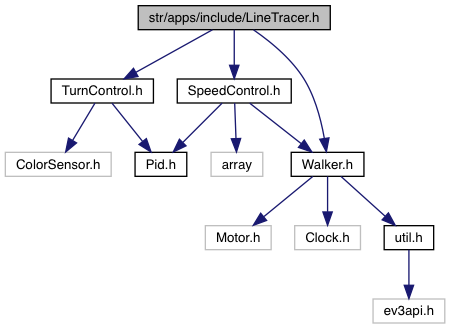 str/apps/include/LineTracer.h
TurnControl.h
SpeedControl.h
ColorSensor.h
Pid.h
array
Walker.h
Motor.h
Clock.h
util.h
ev3api.h